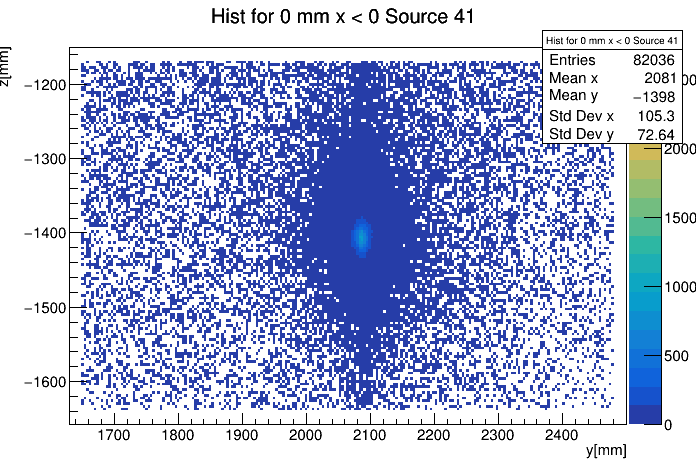 Hist for 0 mm x < 0 Source 41
z[mm]
Hist for 0 mm x < 0 Source 41
Entries 82036
Mean x 2081
Mean y −1398
Std Dev x 105.3
Std Dev y 72.64
−1200
−1300
−1400
−1500
−1600
2000
1500
1000
500
0
1700 1800 1900 2000 2100 2200 2300 2400
y[mm]